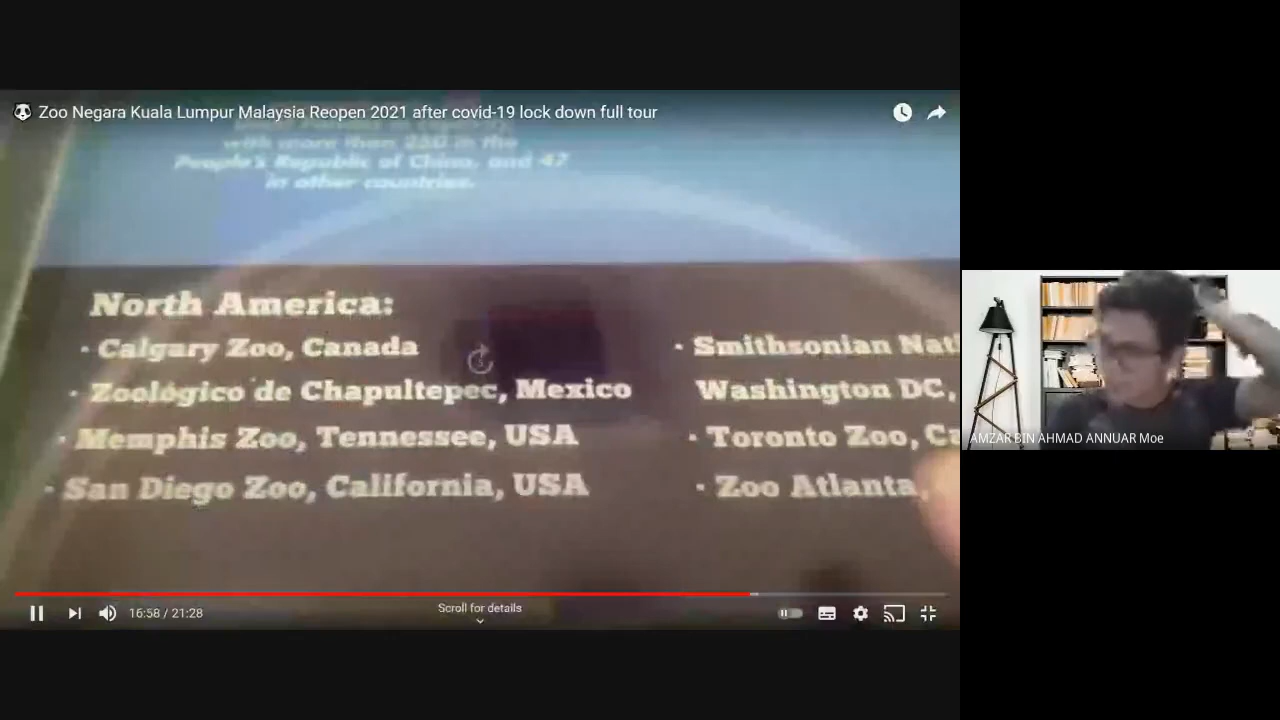 Zoo Negara Kuala Lumpur Malaysia Reopen 2021 after covid-19 lock down full tour
with more than 250 in the
People's Republic of China, and 47
in other countries.
North America:
· Calgary Zoo, Canada
· Zoológico de Chapultepec, Mexico
· Memphis Zoo, Tennessee, USA
· San Diego Zoo, California, USA
· Smithsonian
Washington DC,
· Toronto Zoo,
· Zoo Atlanta,
16:58 / 21:28
Scroll for details
AMZAR BIN AHMAD ANNUAR Moe